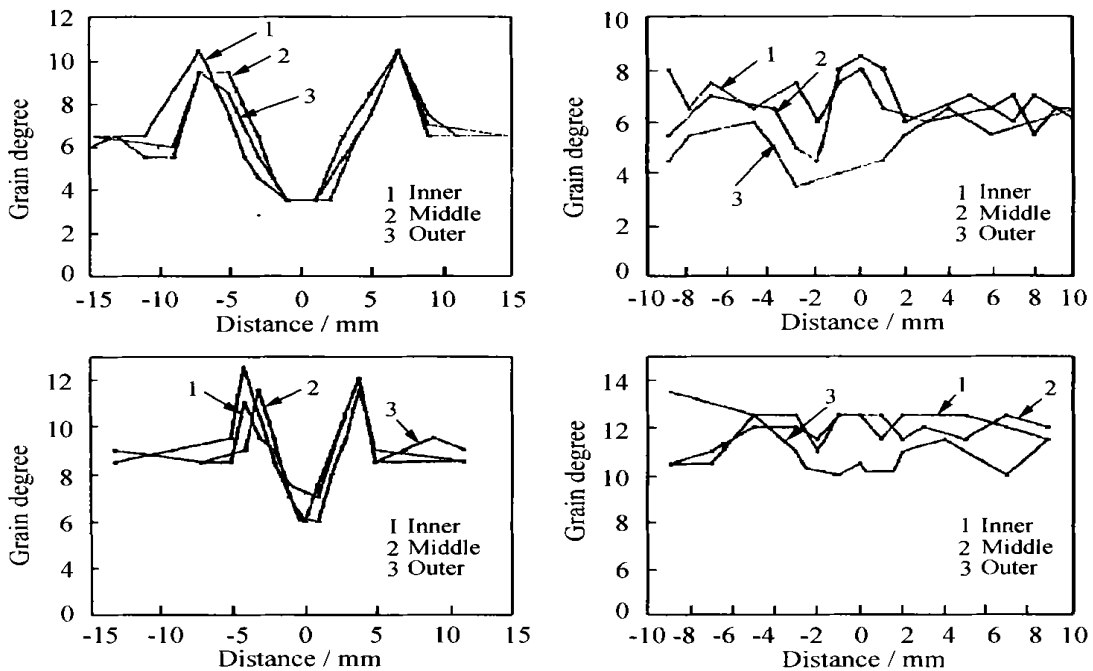 12
10
8
6
4
2
0
Grain degree
1
2
3
1 Inner
2 Middle
3 Outer
-15 -10 -5 0 5 10 15
Distance / mm
10
8
6
4
2
0
Grain degree
1
2
3
1 Inner
2 Middle
3 Outer
-8 -6 -4 -2 0 2 4 6 8 10
Distance / mm
12
10
8
6
4
2
0
Grain degree
1
2
3
1 Inner
2 Middle
3 Outer
-15 -10 -5 0 5 10 15
Distance / mm
14
12
10
8
6
4
2
0
Grain degree
1
2
3
1 Inner
2 Middle
3 Outer
-10 -8 -6 -4 -2 0 2 4 6 8 10
Distance / mm